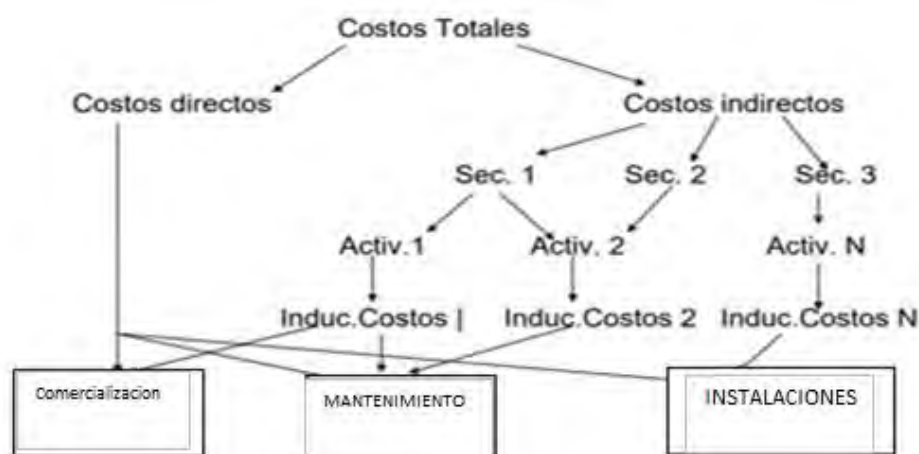 Costos Totales
Costos directos
Costos indirectos
Sec. 1
Sec. 2
Sec. 3
Activ.1
Activ. 2
Activ. N
Induc.Costos |
Induc.Costos 2
Induc.Costos N
Comercializacion
MANTENIMIENTO
INSTALACIONES